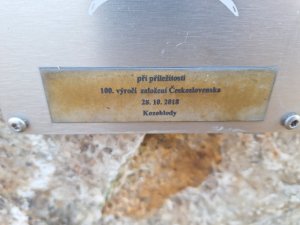 při příležitosti
100. výročí založení Československa
28. 10. 2018
Kozohlody